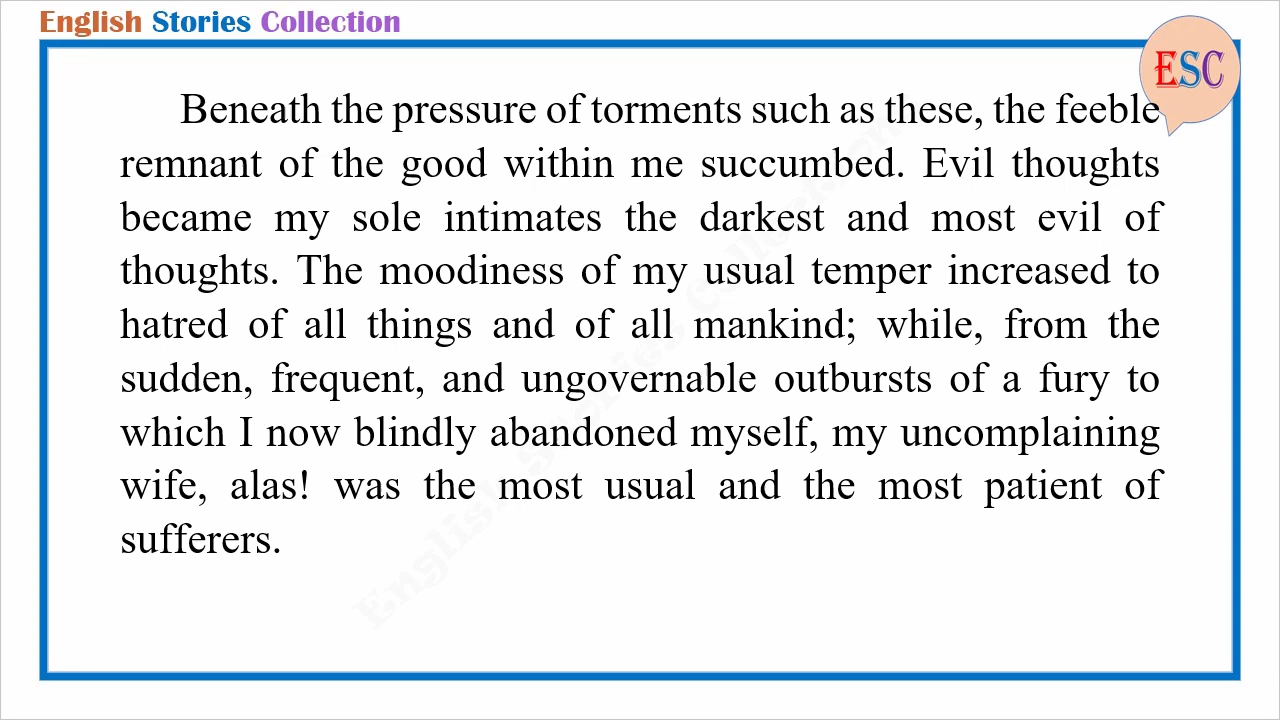 English Stories Collection
ESC
Beneath the pressure of torments such as these, the feeble
remnant of the good within me succumbed. Evil thoughts
became my sole intimates the darkest and most evil of
thoughts. The moodiness of my usual temper increased to
hatred of all things and of all mankind; while, from the
sudden, frequent, and ungovernable outbursts of a fury to
which I now blindly abandoned myself, my uncomplaining
wife, alas! was the most usual and the most patient of
sufferers.
English Stories Collection